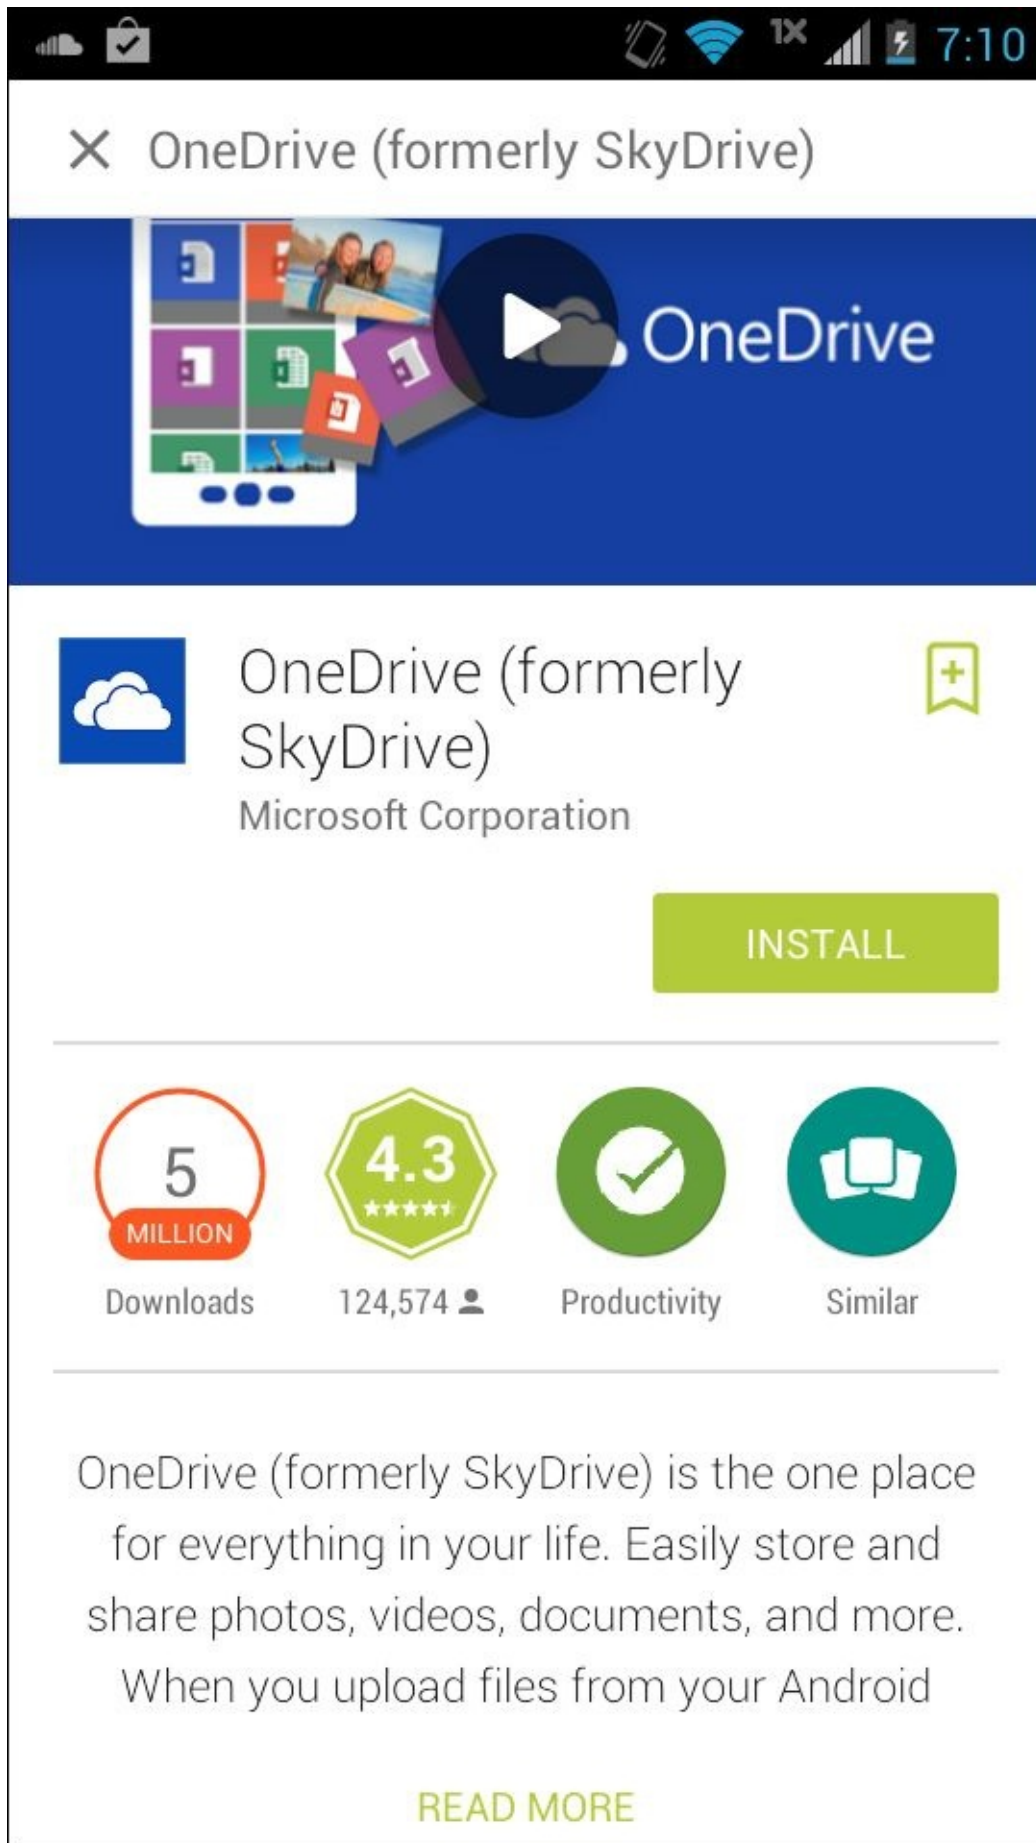 1X 7:10
OneDrive (formerly SkyDrive)
OneDrive
OneDrive (formerly
SkyDrive)
Microsoft Corporation
INSTALL
5
MILLION
4.3
Downloads 124,574 Productivity Similar
OneDrive (formerly SkyDrive) is the one place
for everything in your life. Easily store and
share photos, videos, documents, and more.
When you upload files from your Android
READ MORE